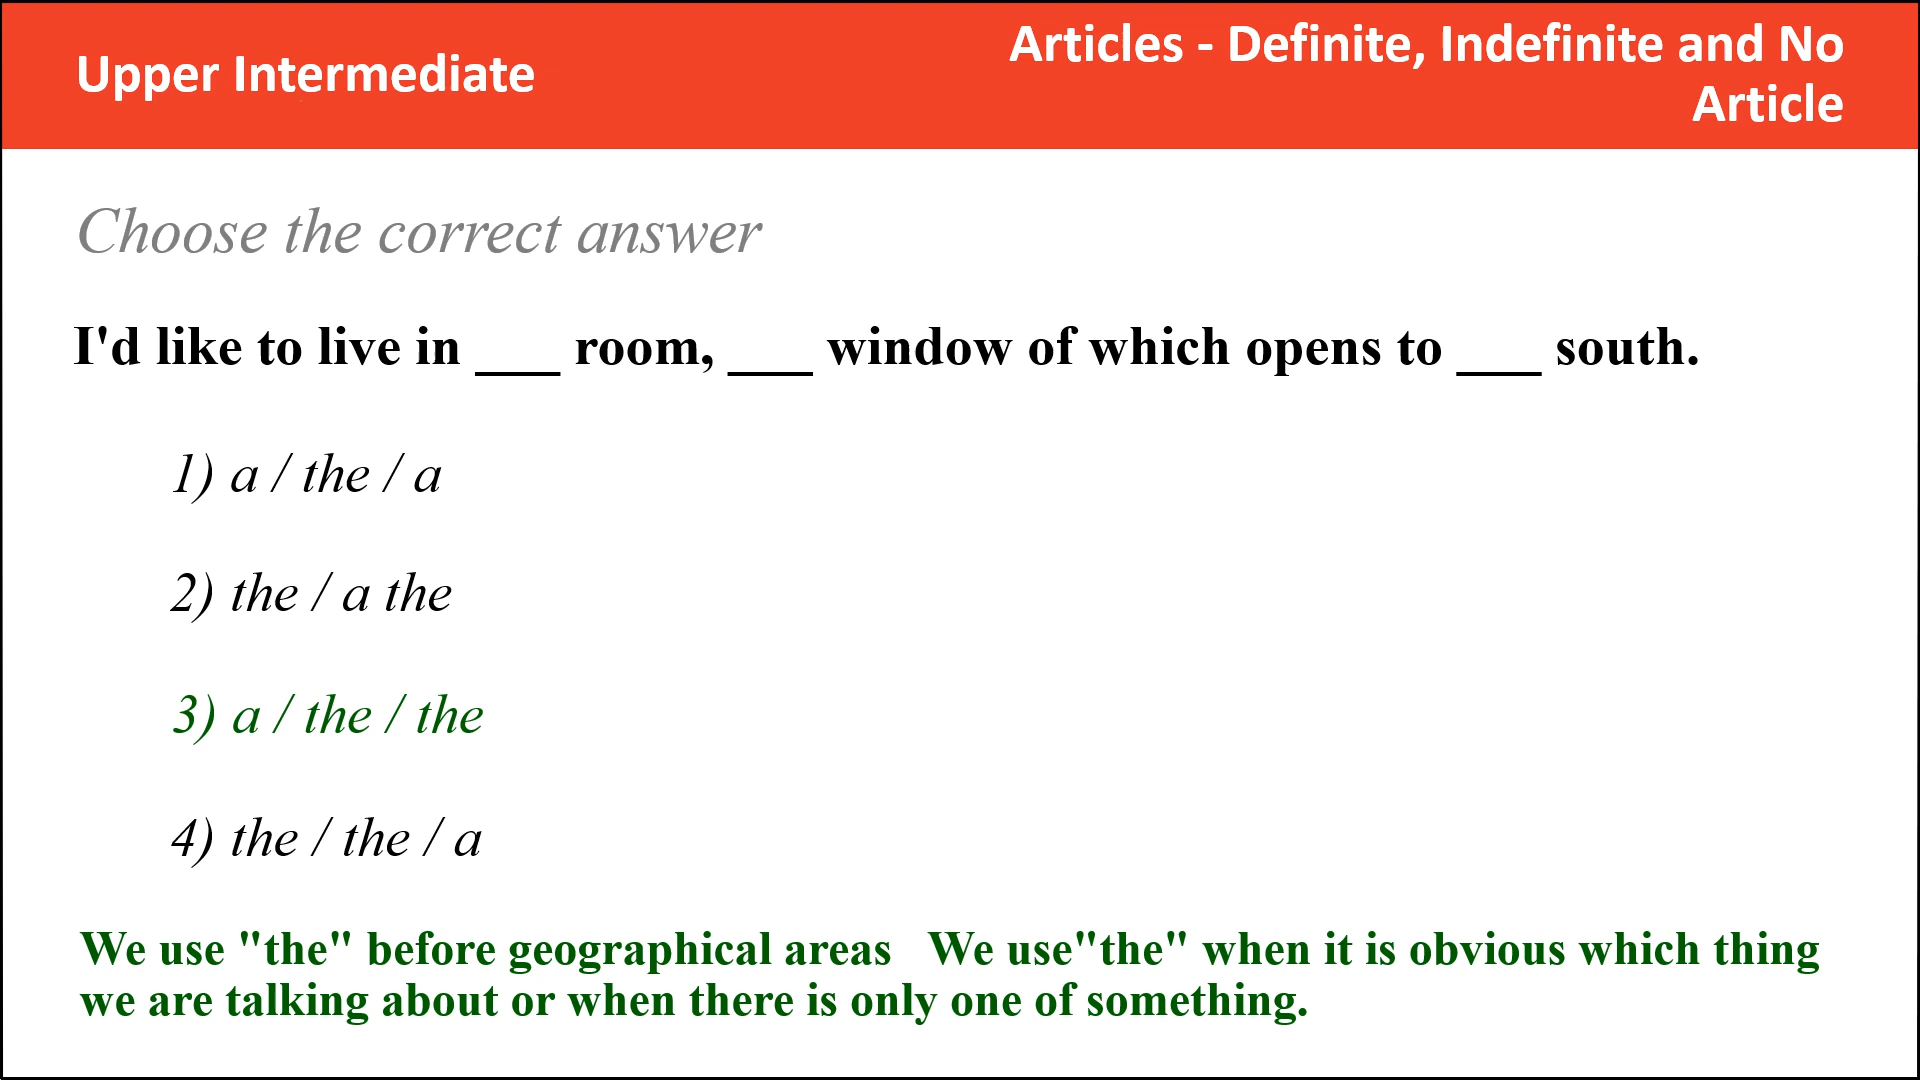 Upper Intermediate
Articles - Definite, Indefinite and No
Article
Choose the correct answer
I'd like to live in ___ room, ___ window of which opens to ___ south.
1) a / the / a
2) the / a the
3) a / the / the
4) the / the / a
We use "the" before geographical areas   We use"the" when it is obvious which thing
we are talking about or when there is only one of something.